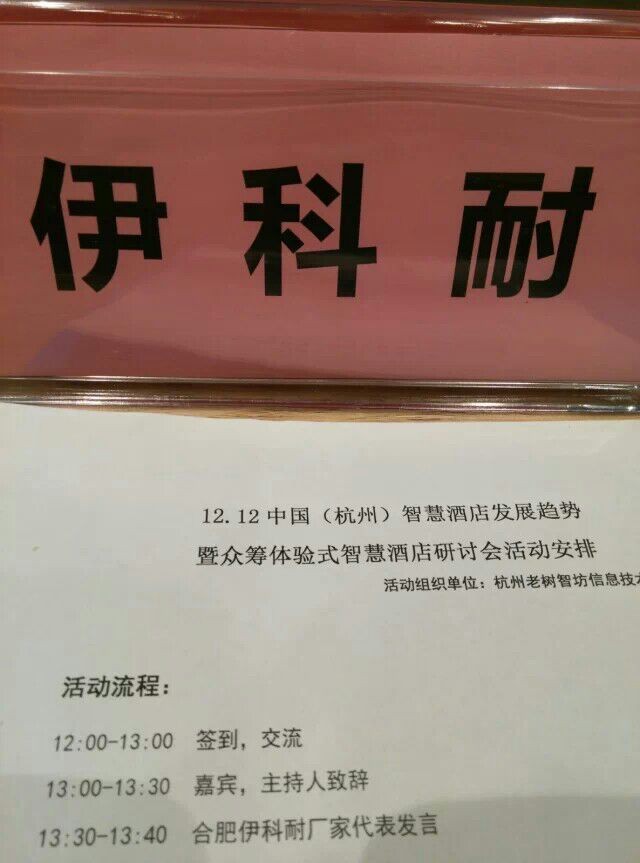 伊科耐
12.12中国（杭州）智慧酒店发展趋势
暨众筹体验式智慧酒店研讨会活动安排
活动组织单位：杭州老树智坊信息技术
活动流程：
12:00-13:00 签到，交流
13:00-13:30 嘉宾，主持人致辞
13:30-13:40 合肥伊科耐厂家代表发言